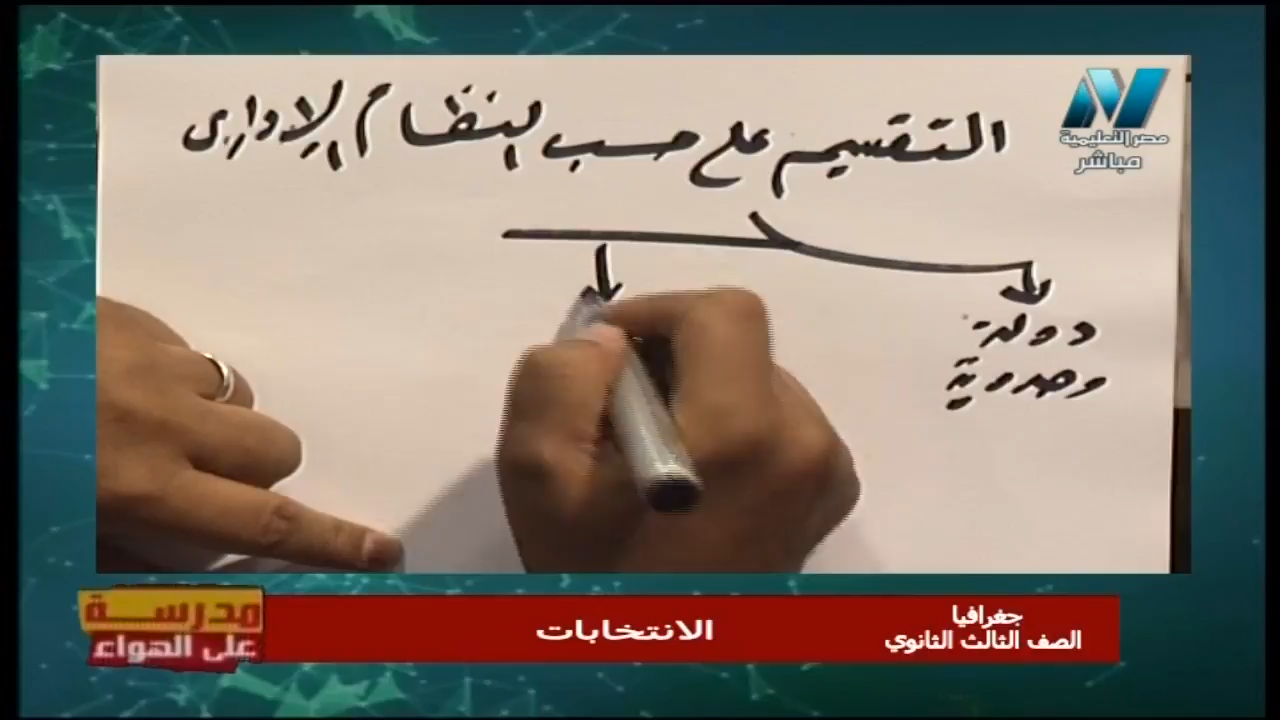 التقسيم على حسب النظام الإدارى
دولة
وحدوية
مصر التعليمية
مباشر
جغرافيا
الصف الثالث الثانوي
الانتخابات
مدرسة
على الهواء